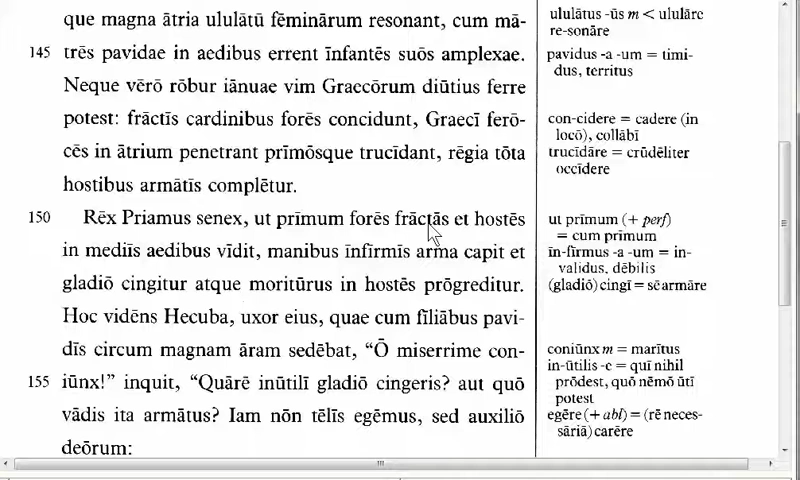 que magna ātria ululātū fēminārum resonant, cum mā-
145 trēs pavidae in aedibus errent īnfantēs suōs amplexae.
Neque vērō rōbur iānuae vim Graecōrum diūtius ferre
potest: frāctīs cardinibus forēs concidunt, Graecī ferō-
cēs in ātrium penetrant prīmōsque trucīdant, rēgia tōta
hostibus armātīs complētur.
150 Rēx Priamus senex, ut prīmum forēs frāctās et hostēs
in mediīs aedibus vīdit, manibus īnfirmīs arma capit et
gladiō cingitur atque moritūrus in hostēs prōgreditur.
Hoc vidēns Hecuba, uxor eius, quae cum fīliābus pavi-
dīs circum magnam āram sedēbat, “Ō miserrime con-
155 iūnx!” inquit, “Quārē inūtilī gladiō cingeris? aut quō
vādis ita armātus? Iam nōn tēlīs egēmus, sed auxiliō
deōrum:
ululātus -ūs m < ululāre
re-sonāre
pavidus -a -um = timi-
dus, territus
con-cidere = cadere (in
locō), collābī
trucīdāre = crūdēliter
occīdere
ut prīmum (+ perf)
= cum prīmum
īn-firmus -a -um = in-
validus, dēbilis
(gladiō) cingī = sē armāre
coniūnx m = marītus
in-ūtilis -e = quī nihil
prōdest, quō nēmō ūtī
potest
egēre (+ abl) = (rē neces-
sāriā) carēre